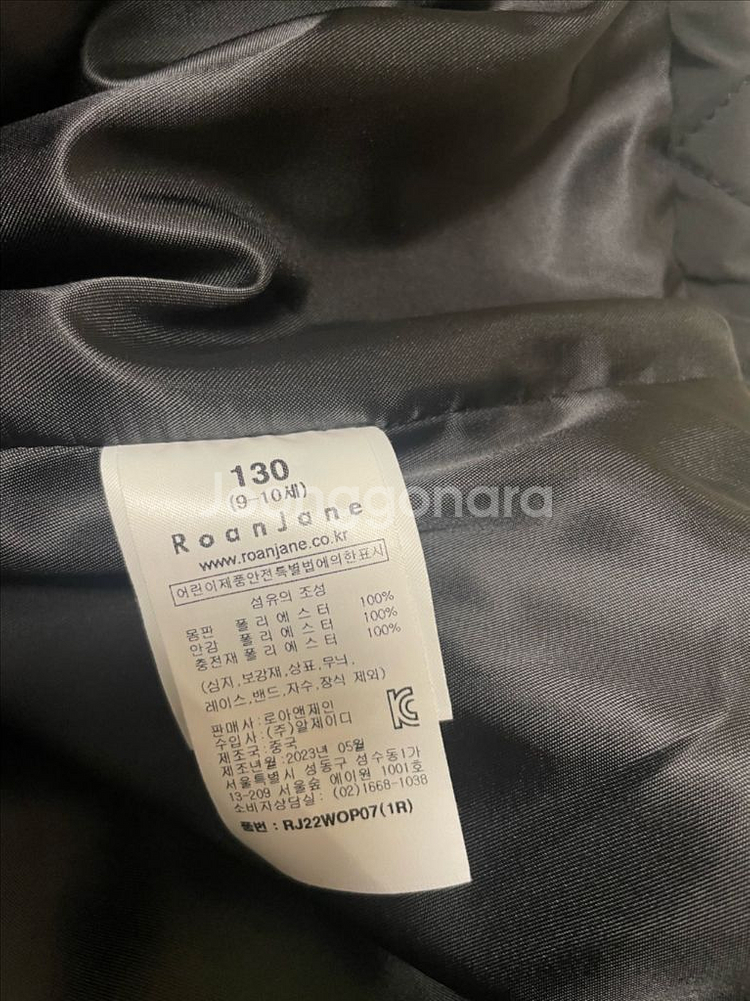 130
(9-10세)
Joonggonara
RoanJane
www.roanjane.co.kr
어린이제품안전특별법에의한표시
섬유의 조성
몸판 폴리에스터 100%
안감 폴리에스터 100%
충전재 폴리에스터 100%
(심지,보강재,상표,무늬,
레이스,밴드,자수,장식 제외)
판매사:로아앤제인
수입사:(주)알제이디
제조국:중국
제조년월:2023년 05월
서울특별시 성동구 성수동1가
13-209 서울숲 에이원 1001호
소비자상담실: (02)1668-1038
품번 : RJ22WOP07(1R)